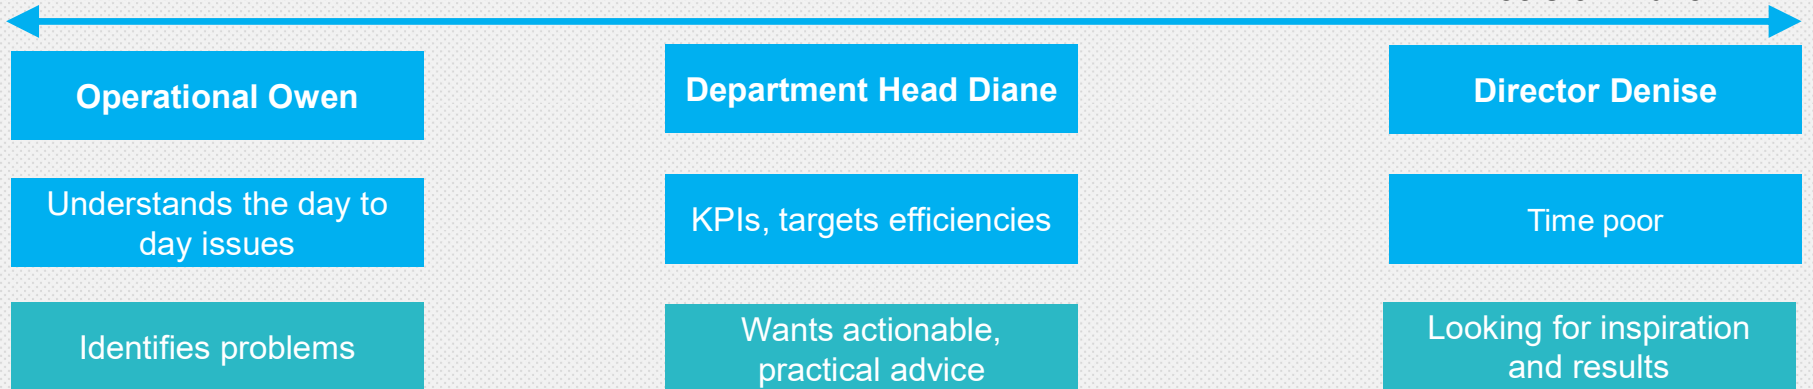 Operational Owen
Department Head Diane
Director Denise
Understands the day to
day issues
KPIs, targets efficiencies
Time poor
Identifies problems
Wants actionable,
practical advice
Looking for inspiration
and results